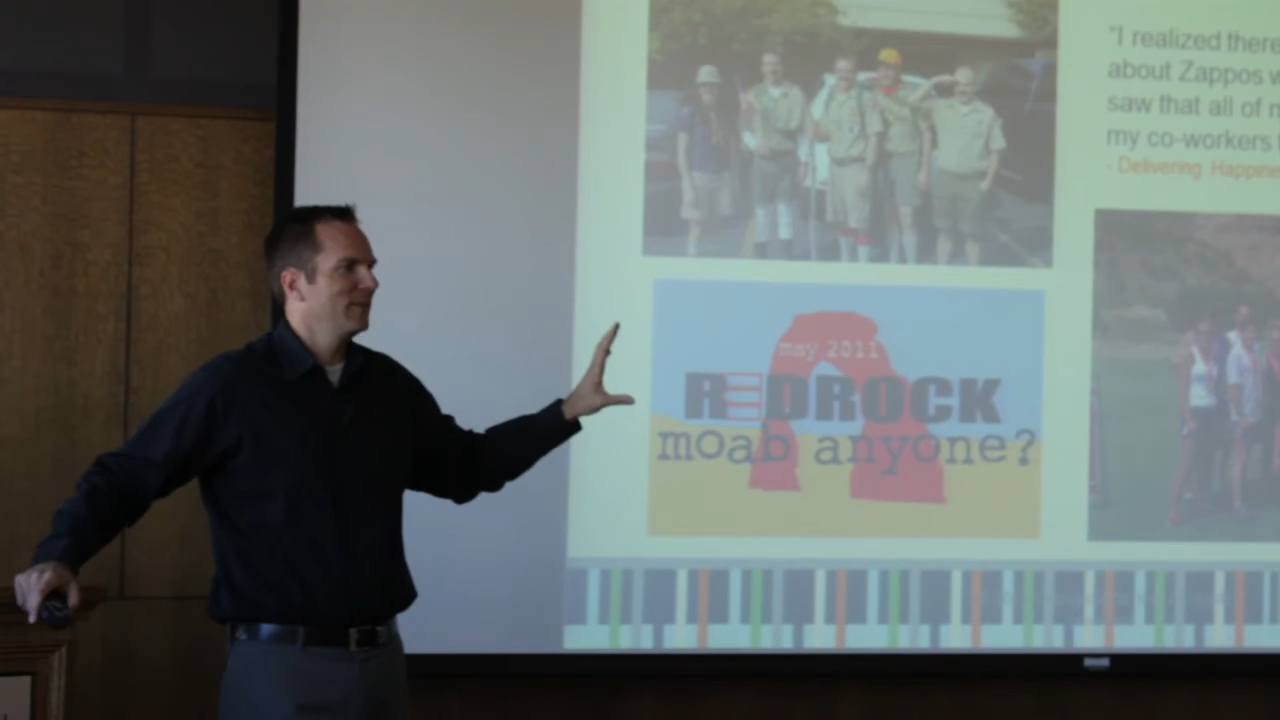 "I realized there
about Zappos w
saw that all of
my co-workers
- Delivering Happine
may 2011
REDROCK
moab anyone?